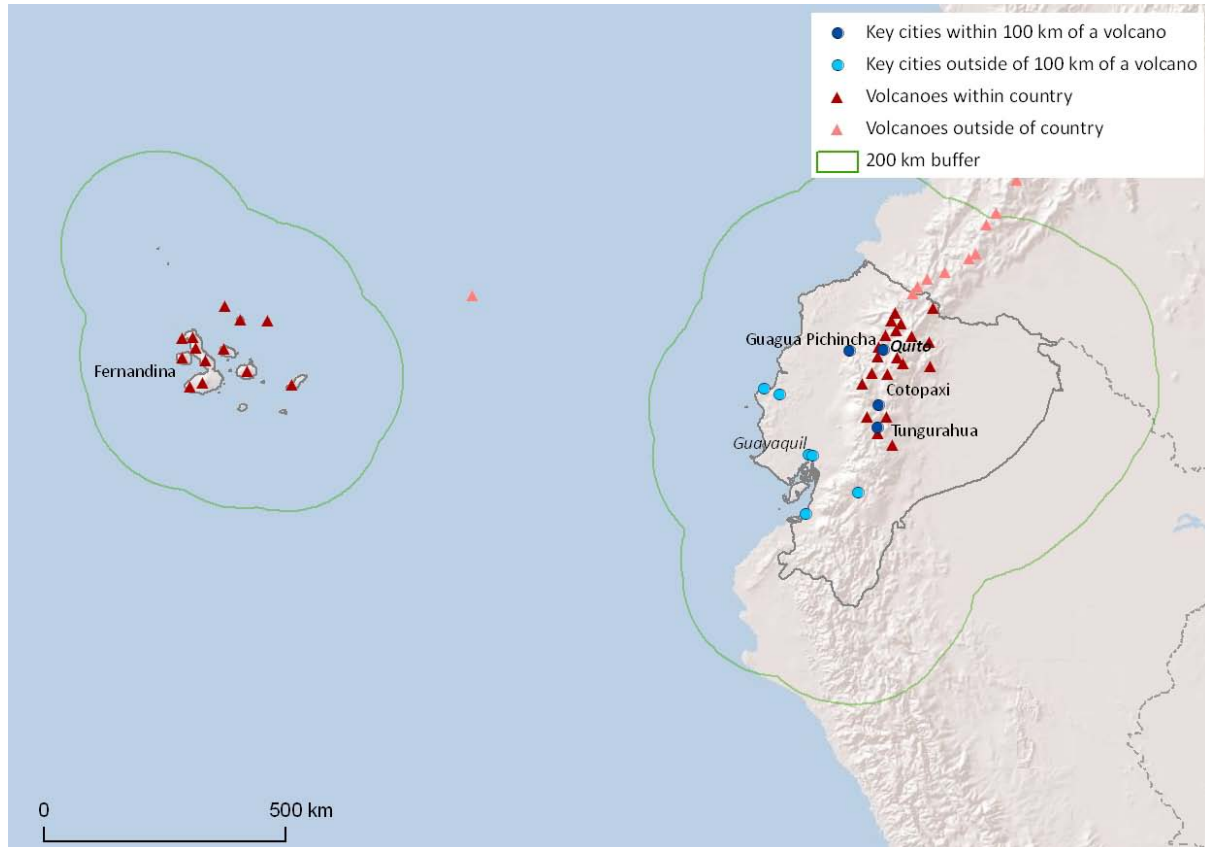 Key cities within 100 km of a volcano
Key cities outside of 100 km of a volcano
Volcanoes within country
Volcanoes outside of country
200 km buffer
Guagua Pichincha
Quito
Fernandina
Cotopaxi
Tungurahua
Guayaquil
0 500 km